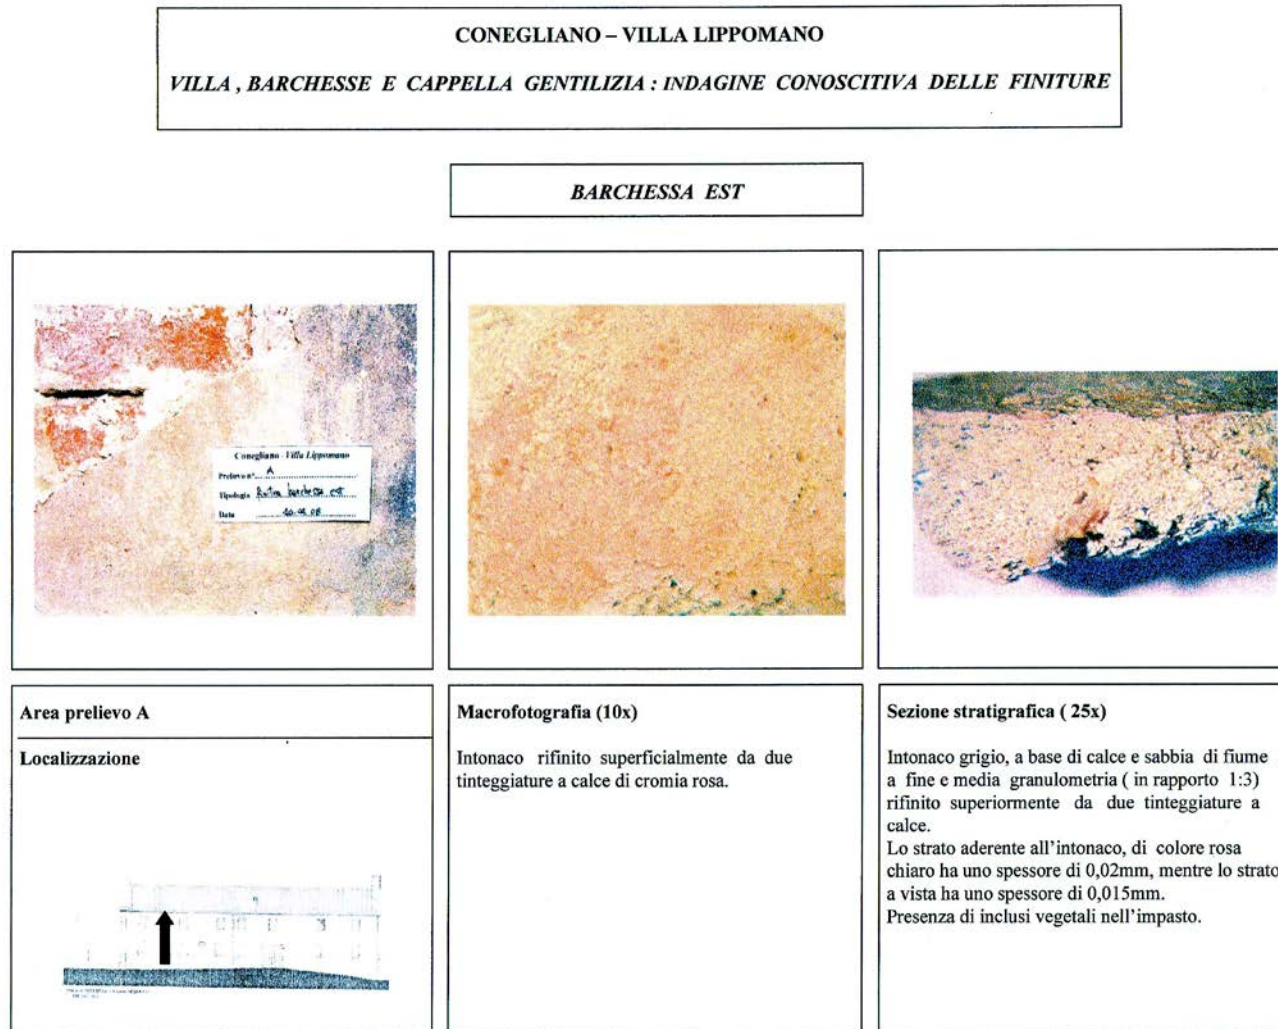 CONEGLIANO – VILLA LIPPOMANO
VILLA , BARCHESSE E CAPPELLA GENTILIZIA : INDAGINE CONOSCITIVA DELLE FINITURE
BARCHESSA EST
Conegliano - Villa Lippomano
Prelievo n° A
Tipologia barchessa est
Data
Area prelievo A
Localizzazione
Macrofotografia (10x)
Intonaco rifinito superficialmente da due
tinteggiature a calce di cromia rosa.
Sezione stratigrafica ( 25x)
Intonaco grigio, a base di calce e sabbia di fiume
a fine e media granulometria ( in rapporto 1:3)
rifinito superiormente da due tinteggiature a
calce.
Lo strato aderente all'intonaco, di colore rosa
chiaro ha uno spessore di 0,02mm, mentre lo strato
a vista ha uno spessore di 0,015mm.
Presenza di inclusi vegetali nell'impasto.